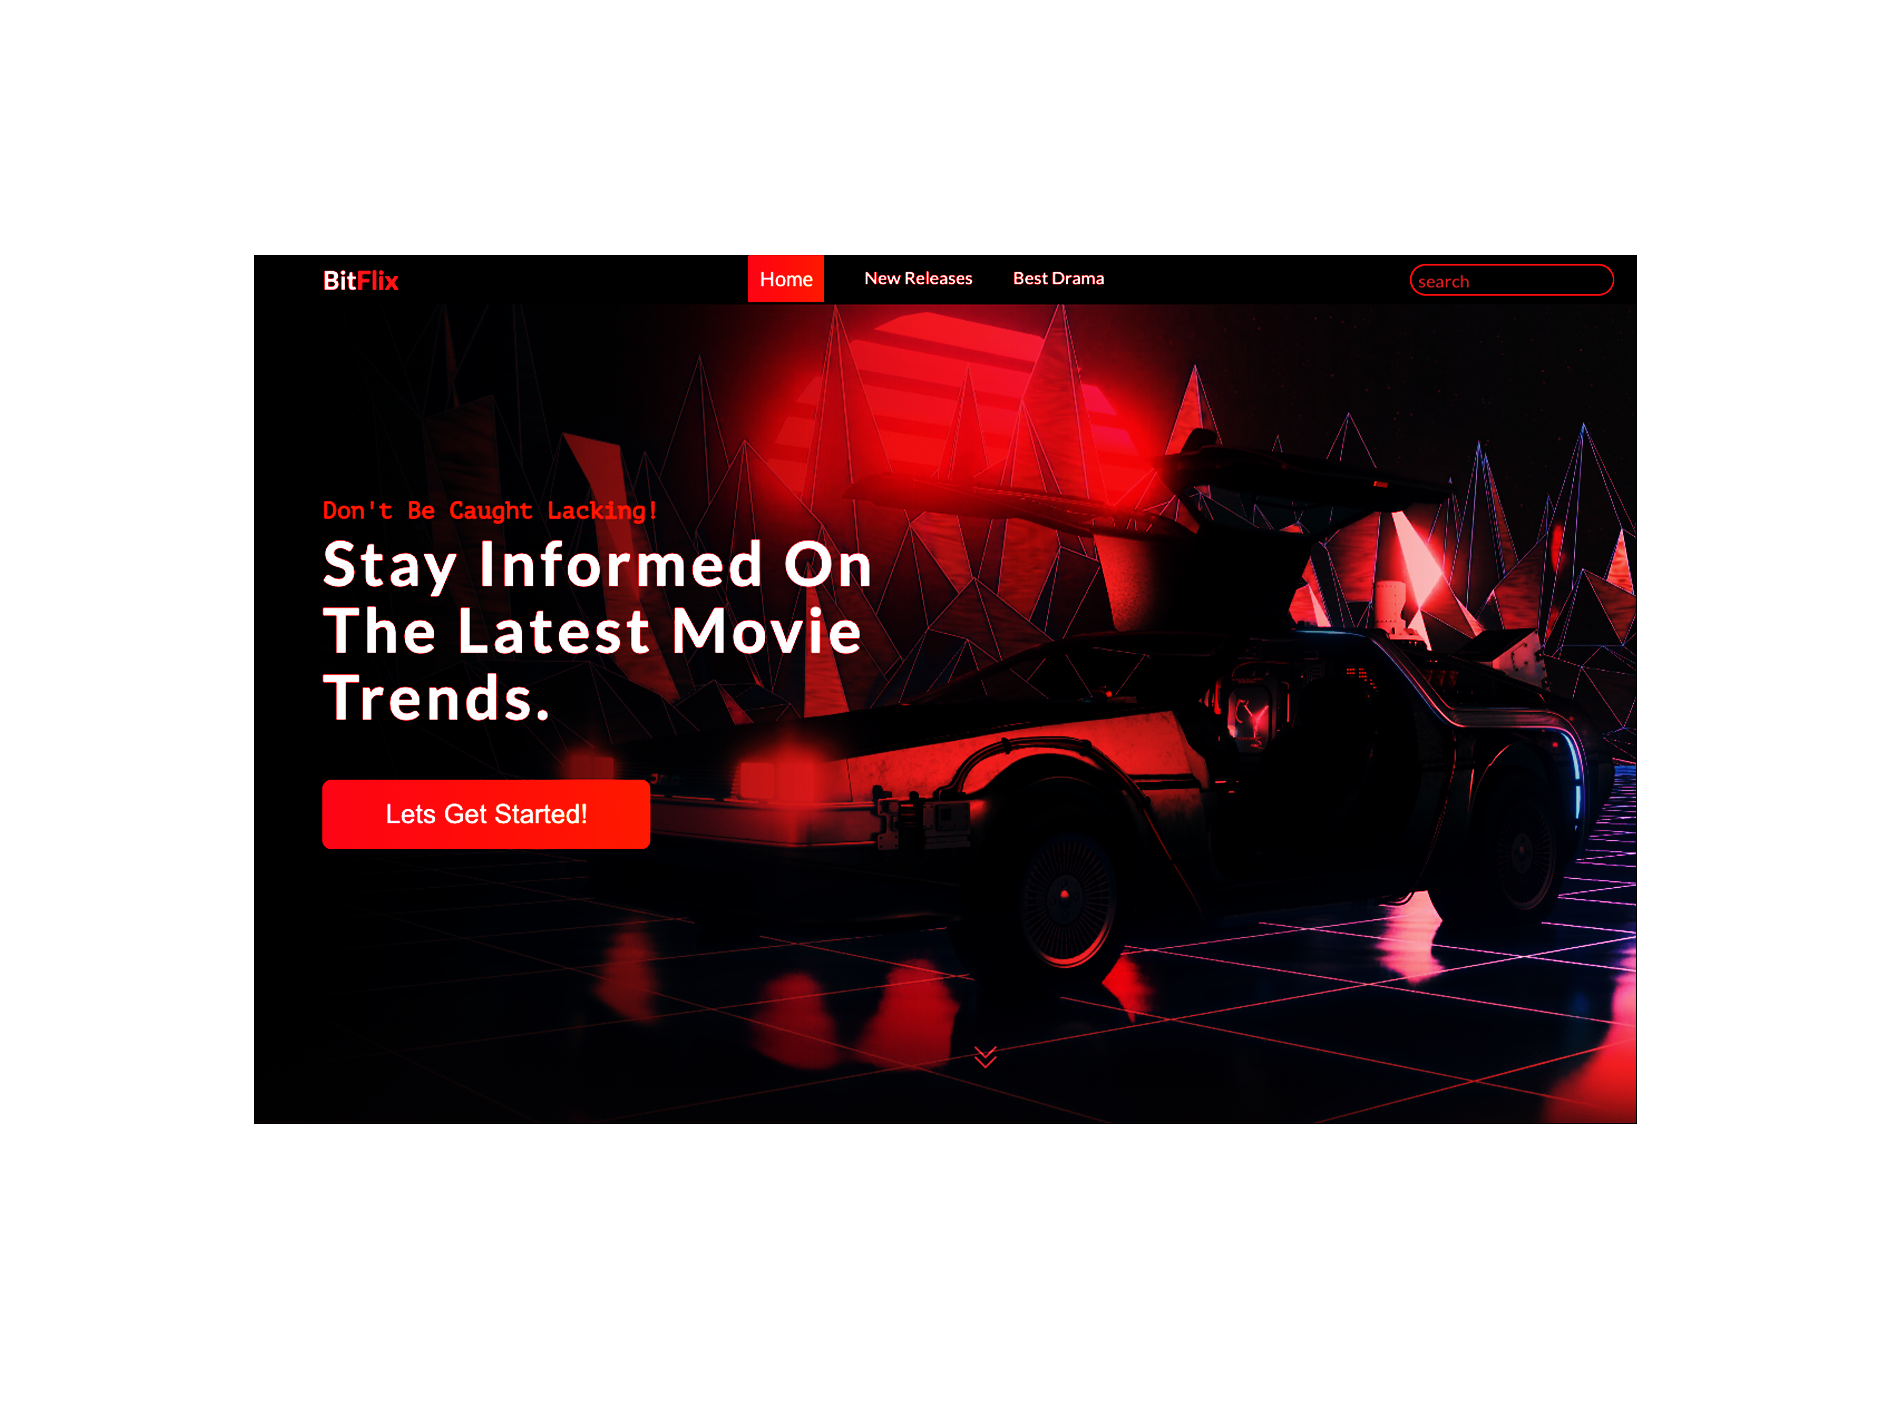 BitFlix
Home
New Releases
Best Drama
search
Don't Be Caught Lacking!
Stay Informed On
The Latest Movie
Trends.
Lets Get Started!